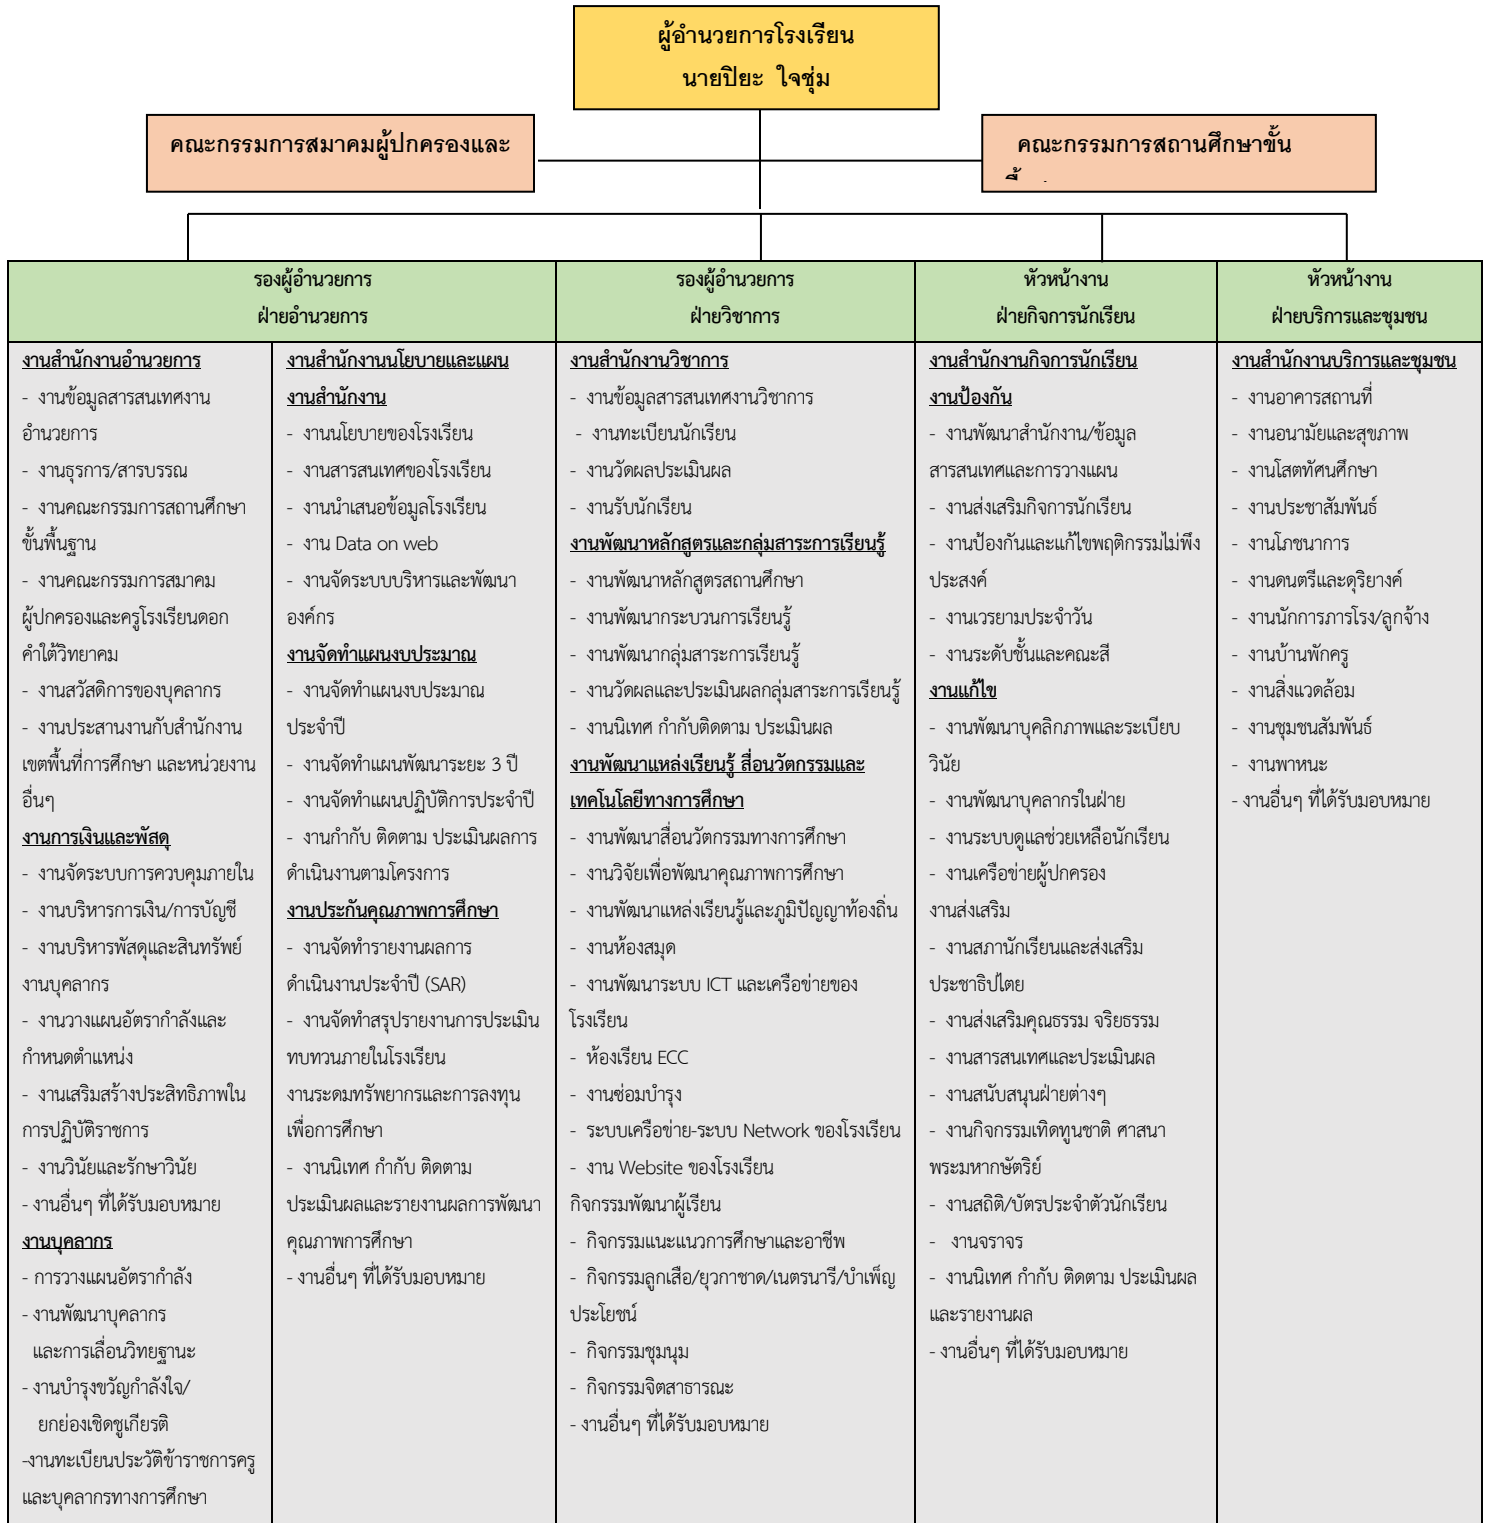 ผู้อำนวยการโรงเรียน
นายปิยะ ใจชุ่ม
คณะกรรมการสมาคมผู้ปกครองและ
คณะกรรมการสถานศึกษาขั้น
รองผู้อำนวยการ
ฝ่ายอำนวยการ
รองผู้อำนวยการ
ฝ่ายวิชาการ
หัวหน้างาน
ฝ่ายกิจการนักเรียน
หัวหน้างาน
ฝ่ายบริการและชุมชน
งานสำนักงานอำนวยการ
- งานข้อมูลสารสนเทศงาน
อำนวยการ
- งานธุรการ/สารบรรณ
- งานคณะกรรมการสถานศึกษา
ขั้นพื้นฐาน
- งานคณะกรรมการสมาคม
ผู้ปกครองและครูโรงเรียนดอก
คำใต้วิทยาคม
- งานสวัสดิการของบุคลากร
- งานประสานงานกับสำนักงาน
เขตพื้นที่การศึกษา และหน่วยงาน
อื่นๆ
งานการเงินและพัสดุ
- งานจัดระบบการควบคุมภายใน
- งานบริหารการเงิน/การบัญชี
- งานบริหารพัสดุและสินทรัพย์
งานบุคลากร
- งานวางแผนอัตรากำลังและ
กำหนดตำแหน่ง
- งานเสริมสร้างประสิทธิภาพใน
การปฏิบัติราชการ
- งานวินัยและรักษาวินัย
- งานอื่นๆ ที่ได้รับมอบหมาย
งานบุคลากร
- การวางแผนอัตรากำลัง
- งานพัฒนาบุคลากร
และการเลื่อนวิทยฐานะ
- งานบำรุงขวัญกำลังใจ/
ยกย่องเชิดชูเกียรติ
-งานทะเบียนประวัติข้าราชการครู
และบุคลากรทางการศึกษา
งานสำนักงานนโยบายและแผน
งานสำนักงาน
- งานนโยบายของโรงเรียน
- งานสารสนเทศของโรงเรียน
- งานนำเสนอข้อมูลโรงเรียน
- งาน Data on web
- งานจัดระบบบริหารและพัฒนา
องค์กร
งานจัดทำแผนงบประมาณ
- งานจัดทำแผนงบประมาณ
ประจำปี
- งานจัดทำแผนพัฒนาระยะ 3 ปี
- งานจัดทำแผนปฏิบัติการประจำปี
- งานกำกับ ติดตาม ประเมินผลการ
ดำเนินงานตามโครงการ
งานประกันคุณภาพการศึกษา
- งานจัดทำรายงานผลการ
ดำเนินงานประจำปี (SAR)
- งานจัดทำสรุปรายงานการประเมิน
ทบทวนภายในโรงเรียน
งานระดมทรัพยากรและการลงทุน
เพื่อการศึกษา
- งานนิเทศ กำกับ ติดตาม
ประเมินผลและรายงานผลการพัฒนา
คุณภาพการศึกษา
- งานอื่นๆ ที่ได้รับมอบหมาย
งานสำนักงานวิชาการ
- งานข้อมูลสารสนเทศงานวิชาการ
- งานทะเบียนนักเรียน
- งานวัดผลประเมินผล
- งานรับนักเรียน
งานพัฒนาหลักสูตรและกลุ่มสาระการเรียนรู้
- งานพัฒนาหลักสูตรสถานศึกษา
- งานพัฒนากระบวนการเรียนรู้
- งานพัฒนากลุ่มสาระการเรียนรู้
- งานวัดผลและประเมินผลกลุ่มสาระการเรียนรู้
- งานนิเทศ กำกับติดตาม ประเมินผล
งานพัฒนาแหล่งเรียนรู้ สื่อนวัตกรรมและ
เทคโนโลยีทางการศึกษา
- งานพัฒนาสื่อนวัตกรรมทางการศึกษา
- งานวิจัยเพื่อพัฒนาคุณภาพการศึกษา
- งานพัฒนาแหล่งเรียนรู้และภูมิปัญญาท้องถิ่น
- งานห้องสมุด
- งานพัฒนาระบบ ICT และเครือข่ายของ
โรงเรียน
- ห้องเรียน ECC
- งานซ่อมบำรุง
- ระบบเครือข่าย-ระบบ Network ของโรงเรียน
- งาน Website ของโรงเรียน
กิจกรรมพัฒนาผู้เรียน
- กิจกรรมแนะแนวการศึกษาและอาชีพ
- กิจกรรมลูกเสือ/ยุวกาชาด/เนตรนารี/บำเพ็ญ
ประโยชน์
- กิจกรรมชุมนุม
- กิจกรรมจิตสาธารณะ
- งานอื่นๆ ที่ได้รับมอบหมาย
งานสำนักงานกิจการนักเรียน
งานป้องกัน
- งานพัฒนาสำนักงาน/ข้อมูล
สารสนเทศและการวางแผน
- งานส่งเสริมกิจการนักเรียน
- งานป้องกันและแก้ไขพฤติกรรมไม่พึง
ประสงค์
- งานเวรยามประจำวัน
- งานระดับชั้นและคณะสี
งานแก้ไข
- งานพัฒนาบุคลิกภาพและระเบียบ
วินัย
- งานพัฒนาบุคลากรในฝ่าย
- งานระบบดูแลช่วยเหลือนักเรียน
- งานเครือข่ายผู้ปกครอง
งานส่งเสริม
- งานสภานักเรียนและส่งเสริม
ประชาธิปไตย
- งานส่งเสริมคุณธรรม จริยธรรม
- งานสารสนเทศและประเมินผล
- งานสนับสนุนฝ่ายต่างๆ
- งานกิจกรรมเทิดทูนชาติ ศาสนา
พระมหากษัตริย์
- งานสถิติ/บัตรประจำตัวนักเรียน
- งานจราจร
- งานนิเทศ กำกับ ติดตาม ประเมินผล
และรายงานผล
- งานอื่นๆ ที่ได้รับมอบหมาย
งานสำนักงานบริการและชุมชน
- งานอาคารสถานที่
- งานอนามัยและสุขภาพ
- งานโสตทัศนศึกษา
- งานประชาสัมพันธ์
- งานโภชนาการ
- งานดนตรีและดุริยางค์
- งานนักการภารโรง/ลูกจ้าง
- งานบ้านพักครู
- งานสิ่งแวดล้อม
- งานชุมชนสัมพันธ์
- งานพาหนะ
- งานอื่นๆ ที่ได้รับมอบหมาย